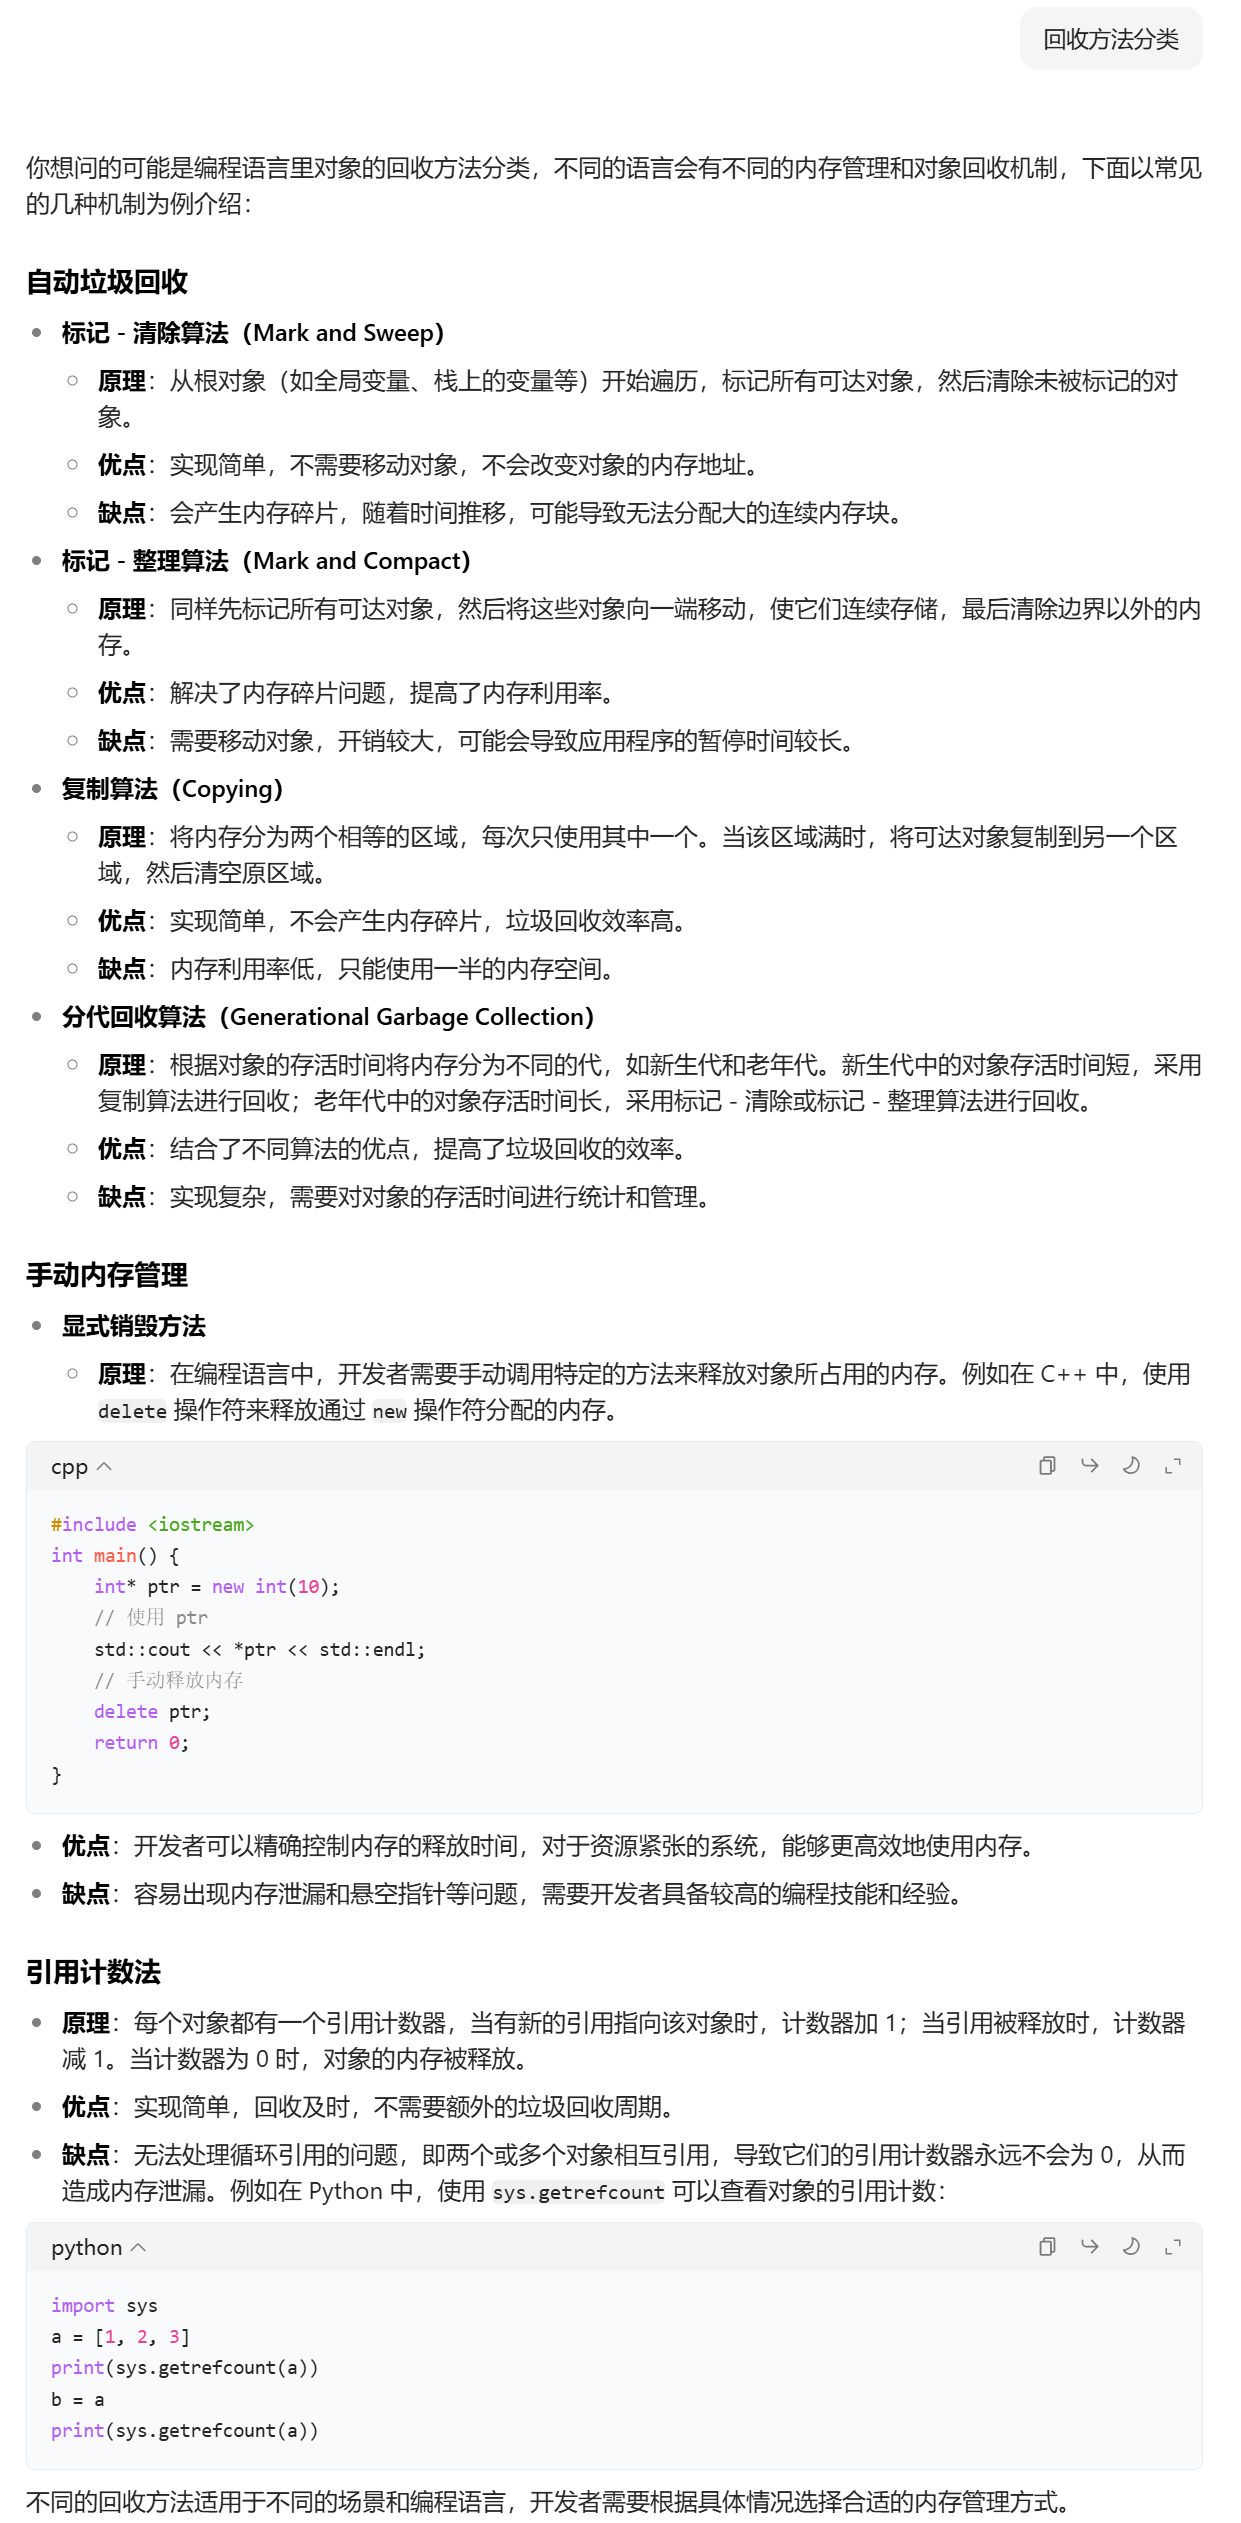 回收方法分类
你想问的可能是编程语言里对象的回收方法分类，不同的语言会有不同的内存管理和对象回收机制，下面以常见
的几种机制为例介绍：
自动垃圾回收
标记 - 清除算法（Mark and Sweep）
原理：从根对象（如全局变量、栈上的变量等）开始遍历，标记所有可达对象，然后清除未被标记的对
象。
优点：实现简单，不需要移动对象，不会改变对象的内存地址。
缺点：会产生内存碎片，随着时间推移，可能导致无法分配大的连续内存块。
标记 - 整理算法（Mark and Compact）
原理：同样先标记所有可达对象，然后将这些对象向一端移动，使它们连续存储，最后清除边界以外的内
存。
优点：解决了内存碎片问题，提高了内存利用率。
缺点：需要移动对象，开销较大，可能会导致应用程序的暂停时间较长。
复制算法（Copying）
原理：将内存分为两个相等的区域，每次只使用其中一个。当该区域满时，将可达对象复制到另一个区
域，然后清空原区域。
优点：实现简单，不会产生内存碎片，垃圾回收效率高。
缺点：内存利用率低，只能使用一半的内存空间。
分代回收算法（Generational Garbage Collection）
原理：根据对象的存活时间将内存分为不同的代，如新生代和老年代。新生代中的对象存活时间短，采用
复制算法进行回收；老年代中的对象存活时间长，采用标记 - 清除或标记 - 整理算法进行回收。
优点：结合了不同算法的优点，提高了垃圾回收的效率。
缺点：实现复杂，需要对对象的存活时间进行统计和管理。
手动内存管理
显式销毁方法
原理：在编程语言中，开发者需要手动调用特定的方法来释放对象所占用的内存。例如在 C++ 中，使用
delete 操作符来释放通过 new 操作符分配的内存。
cpp
#include <iostream>
int main() {
    int* ptr = new int(10);
    // 使用 ptr
    std::cout << *ptr << std::endl;
    // 手动释放内存
    delete ptr;
    return 0;
}
优点：开发者可以精确控制内存的释放时间，对于资源紧张的系统，能够更高效地使用内存。
缺点：容易出现内存泄漏和悬空指针等问题，需要开发者具备较高的编程技能和经验。
引用计数法
原理：每个对象都有一个引用计数器，当有新的引用指向该对象时，计数器加 1；当引用被释放时，计数器
减 1。当计数器为 0 时，对象的内存被释放。
优点：实现简单，回收及时，不需要额外的垃圾回收周期。
缺点：无法处理循环引用的问题，即两个或多个对象相互引用，导致它们的引用计数器永远不会为 0，从而
造成内存泄漏。例如在 Python 中，使用 sys.getrefcount 可以查看对象的引用计数：
python
import sys
a = [1, 2, 3]
print(sys.getrefcount(a))
b = a
print(sys.getrefcount(a))
不同的回收方法适用于不同的场景和编程语言，开发者需要根据具体情况选择合适的内存管理方式。